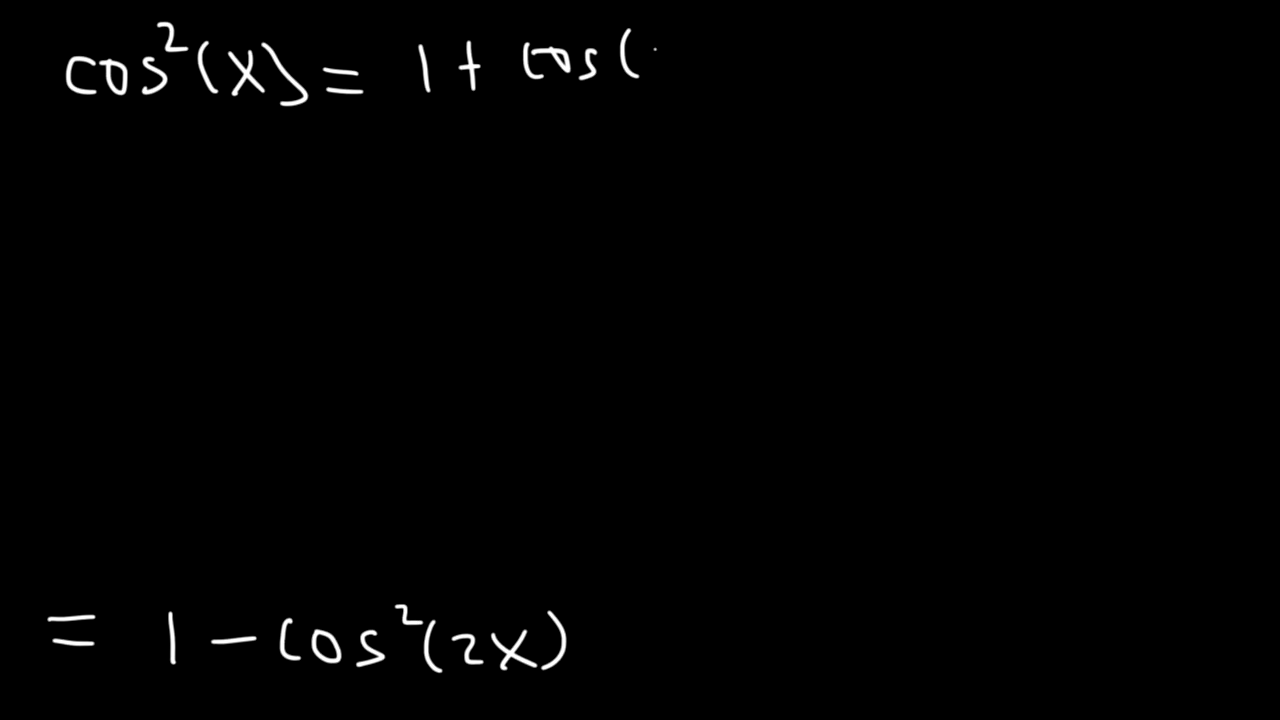 cos²(x) = 1 + cos(
= 1 - cos²(2x)